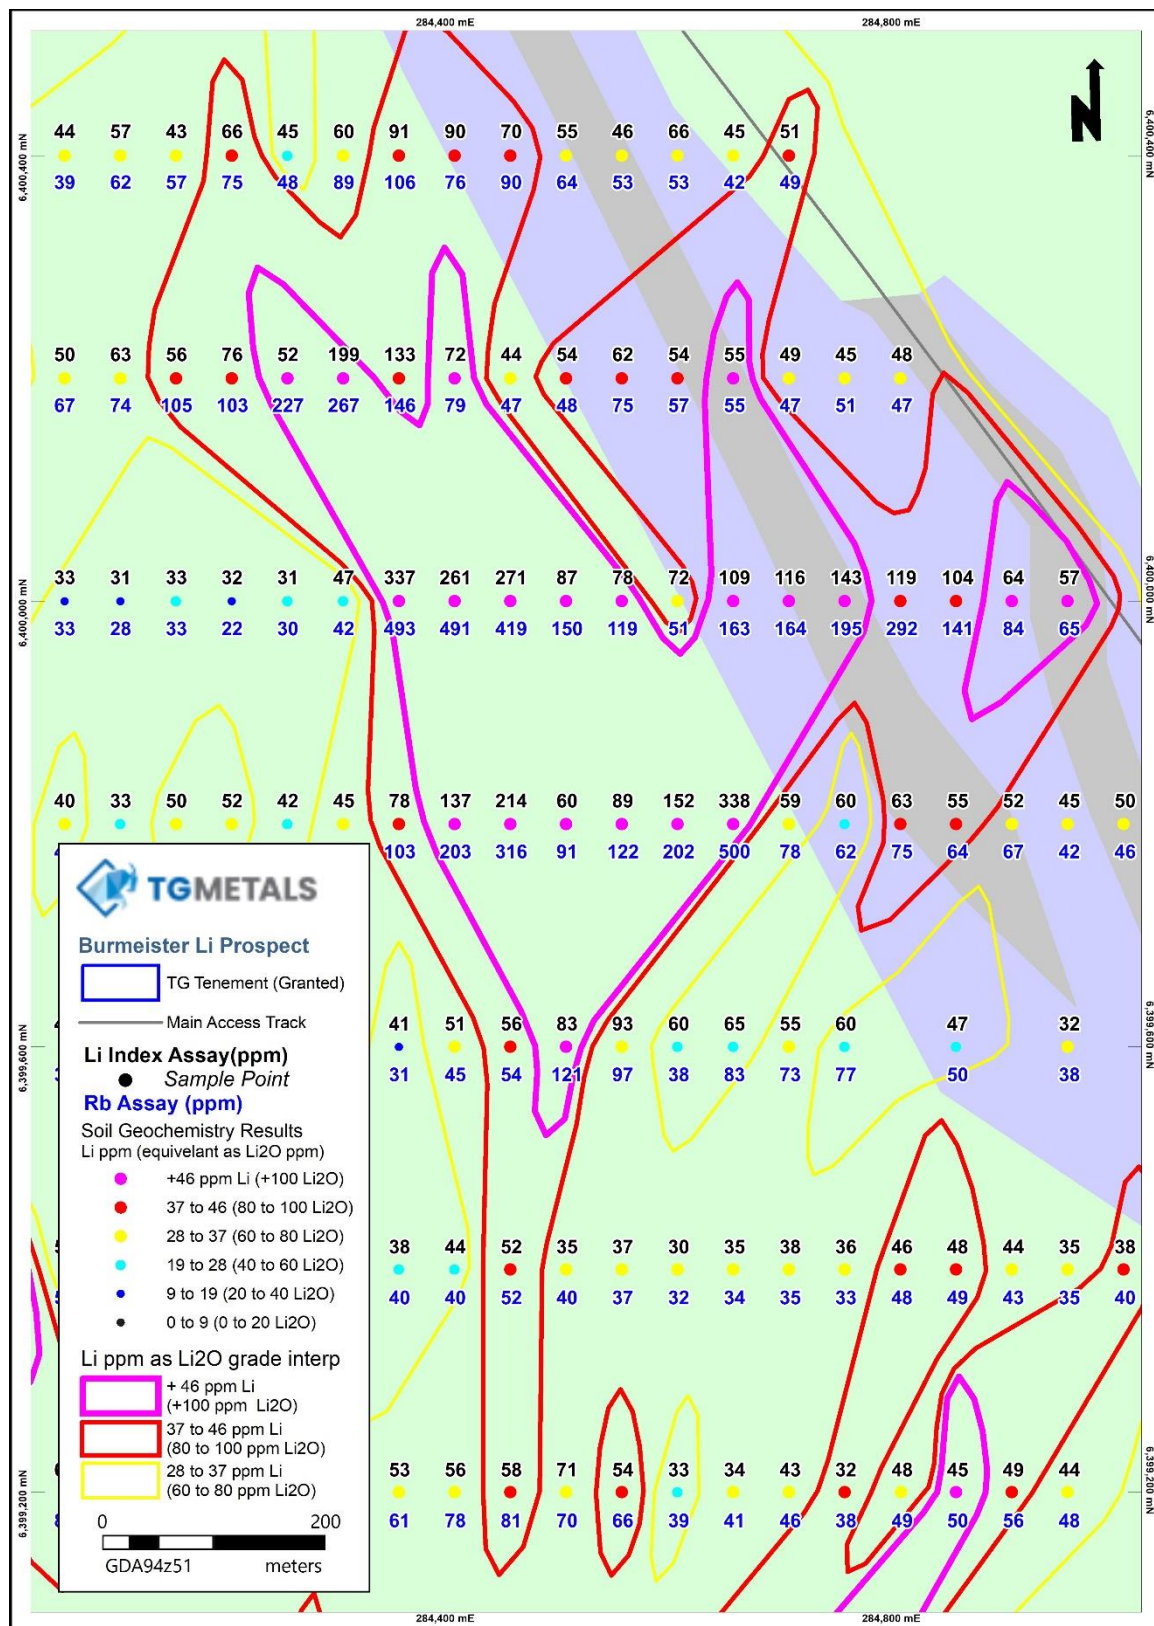 284,400 mE 284,800 mE
N
6,400,400 mN 6,400,400 mN
44 57 43 66 45 60 91 90 70 55 46 66 45 51
39 62 57 75 48 89 106 76 90 64 53 53 42 49
50 63 56 76 52 199 133 72 44 54 62 54 55 49 45 48
67 74 105 103 227 267 146 79 47 48 75 57 55 47 51 47
6,400,000 mN 6,400,000 mN
33 31 33 32 31 47 337 261 271 87 78 72 109 116 143 119 104 64 57
33 28 33 22 30 42 493 491 419 150 119 51 163 164 195 292 141 84 65
40 33 50 52 42 45 78 137 214 60 89 152 338 59 60 63 55 52 45 50
103 203 316 91 122 202 500 78 62 75 64 67 42 46
TGMETALS
Burmeister Li Prospect
TG Tenement (Granted)
Main Access Track
Li Index Assay(ppm)
Sample Point
Rb Assay (ppm)
Soil Geochemistry Results
Li ppm (equivelant as Li2O ppm)
+46 ppm Li (+100 Li2O)
37 to 46 (80 to 100 Li2O)
28 to 37 (60 to 80 Li2O)
19 to 28 (40 to 60 Li2O)
9 to 19 (20 to 40 Li2O)
0 to 9 (0 to 20 Li2O)
Li ppm as Li2O grade interp
+ 46 ppm Li
(+100 ppm Li2O)
37 to 46 ppm Li
(80 to 100 ppm Li2O)
28 to 37 ppm Li
(60 to 80 ppm Li2O)
0 200
GDA94z51 meters
6,399,600 mN 6,399,600 mN
41 51 56 83 93 60 65 55 60 47 32
31 45 54 121 97 38 83 73 77 50 38
38 44 52 35 37 30 35 38 36 46 48 44 35 38
40 40 52 40 37 32 34 35 33 48 49 43 35 40
6,399,200 mN 6,399,200 mN
53 56 58 71 54 33 34 43 32 48 45 49 44
61 78 81 70 66 39 41 46 38 49 50 56 48
284,400 mE 284,800 mE